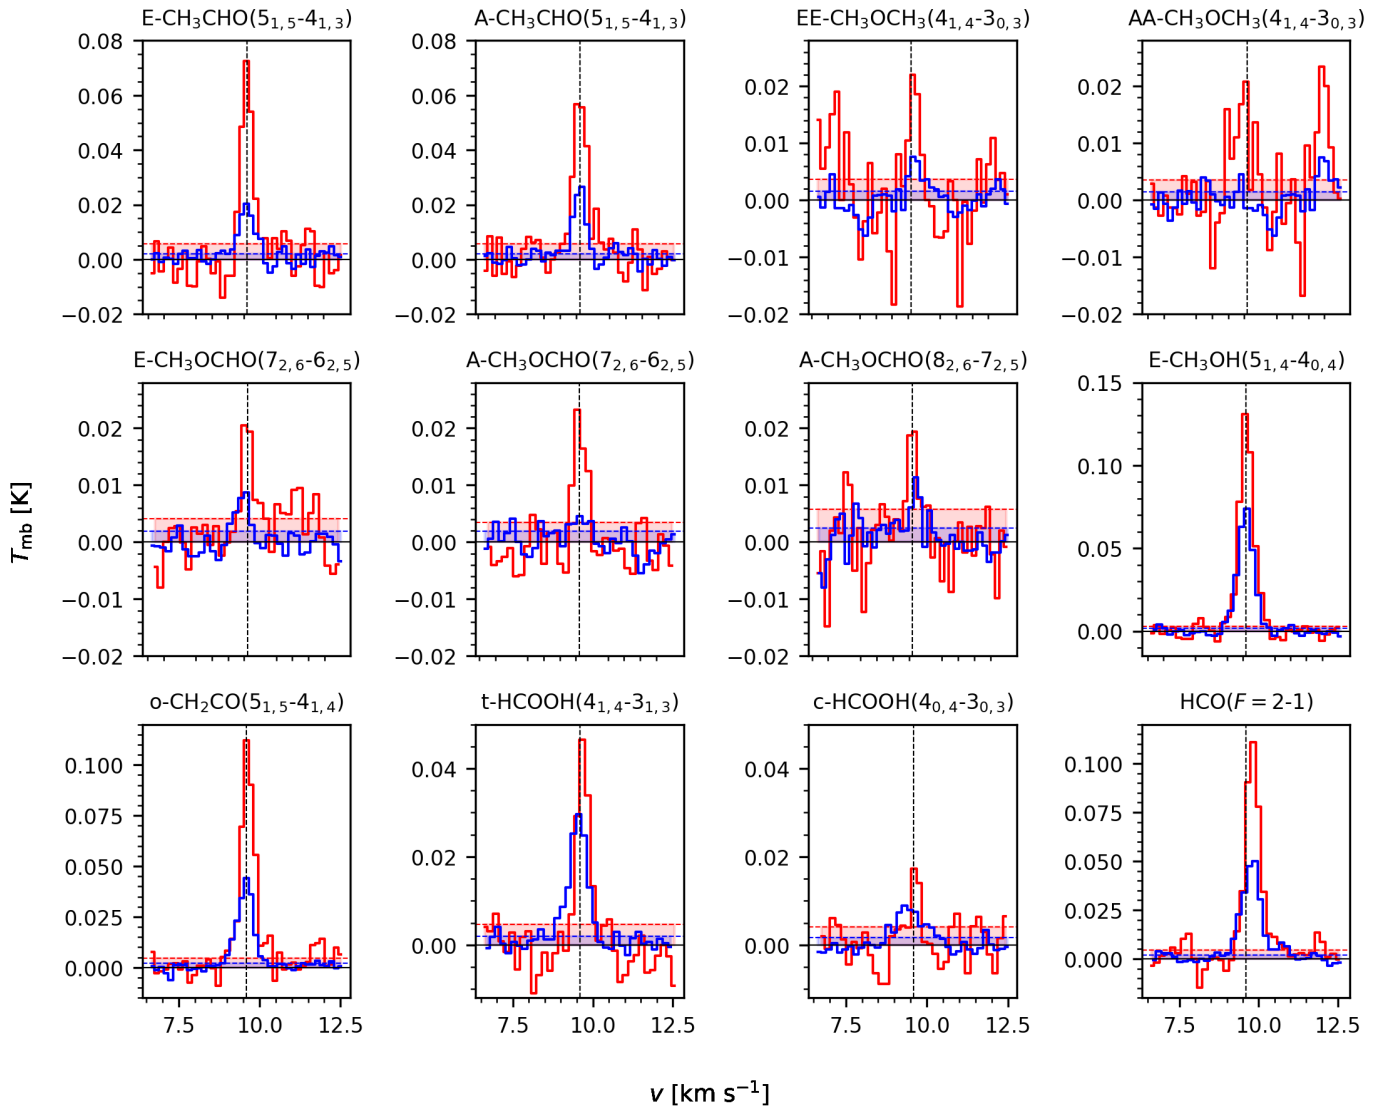 E-CH₃CHO(5₁,₅-4₁,₃) A-CH₃CHO(5₁,₅-4₁,₃) EE-CH₃OCH₃(4₁,₄-3₀,₃) AA-CH₃OCH₃(4₁,₄-3₀,₃)
0.08 0.08
0.06 0.06 0.02 0.02
0.04 0.04 0.01 0.01
0.02 0.02 0.00 0.00
0.00 0.00 −0.01 −0.01
−0.02 −0.02 −0.02 −0.02
E-CH₃OCHO(7₂,₆-6₂,₅) A-CH₃OCHO(7₂,₆-6₂,₅) A-CH₃OCHO(8₂,₆-7₂,₅) E-CH₃OH(5₁,₄-4₀,₄)
0.15
0.02 0.02 0.02
0.01 0.01 0.01 0.10
0.00 0.00 0.00 0.05
−0.01 −0.01 −0.01 0.00
−0.02 −0.02 −0.02
T_mb [K]
o-CH₂CO(5₁,₅-4₁,₄) t-HCOOH(4₁,₄-3₁,₃) c-HCOOH(4₀,₄-3₀,₃) HCO(F = 2-1)
0.100 0.04 0.04 0.100
0.075 0.075
0.050 0.02 0.02 0.050
0.025 0.025
0.000 0.00 0.00 0.000
7.5 10.0 12.5 7.5 10.0 12.5 7.5 10.0 12.5 7.5 10.0 12.5
v [km s⁻¹]